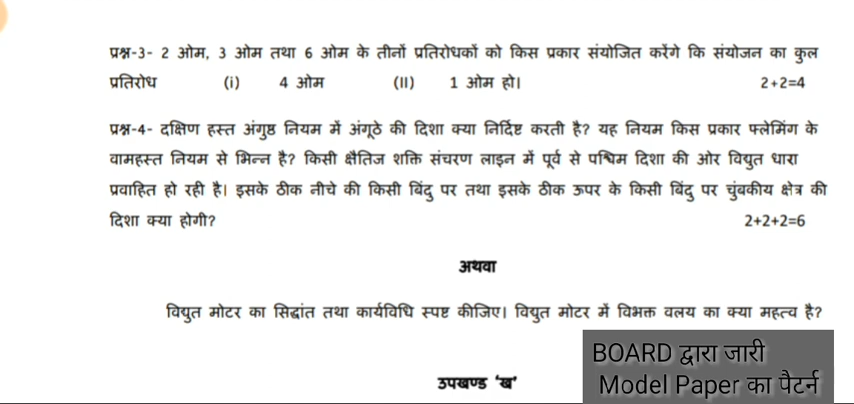 प्रश्न-3- 2 ओम, 3 ओम तथा 6 ओम के तीनों प्रतिरोधकों को किस प्रकार संयोजित करेंगे कि संयोजन का कुल
प्रतिरोध (i) 4 ओम (II) 1 ओम हो। 2+2=4
प्रश्न-4- दक्षिण हस्त अंगुष्ठ नियम में अंगूठे की दिशा क्या निर्दिष्ट करती है? यह नियम किस प्रकार फ्लेमिंग के
वामहस्त नियम से भिन्न है? किसी क्षैतिज शक्ति संचरण लाइन में पूर्व से पश्चिम दिशा की ओर विद्युत धारा
प्रवाहित हो रही है। इसके ठीक नीचे की किसी बिंदु पर तथा इसके ठीक ऊपर के किसी बिंदु पर चुंबकीय क्षेत्र की
दिशा क्या होगी? 2+2+2=6
अथवा
विद्युत मोटर का सिद्धांत तथा कार्यविधि स्पष्ट कीजिए। विद्युत मोटर में विभक्त वलय का क्या महत्व है?
BOARD द्वारा जारी
उपखण्ड ‘ख’ Model Paper का पैटर्न